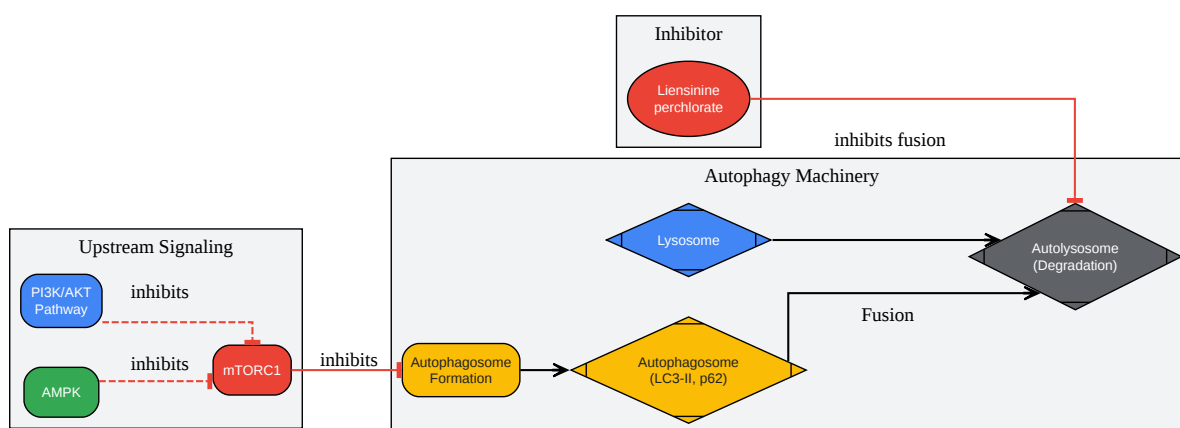 Inhibitor
Liensinine
perchlorate
inhibits fusion
Autophagy Machinery
Lysosome
Autolysosome
(Degradation)
Upstream Signaling
PI3K/AKT
Pathway
inhibits
Fusion
inhibits
inhibits
mTORC1
AMPK
Autophagosome
Formation
Autophagosome
(LC3-II, p62)